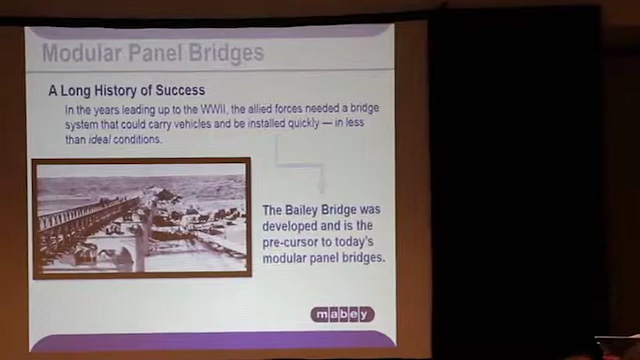 Modular Panel Bridges
A Long History of Success
In the years leading up to the WWII, the allied forces needed a bridge
system that could carry vehicles and be installed quickly — in less
than ideal conditions.
The Bailey Bridge was
developed and is the
pre-cursor to today's
modular panel bridges.
mabey